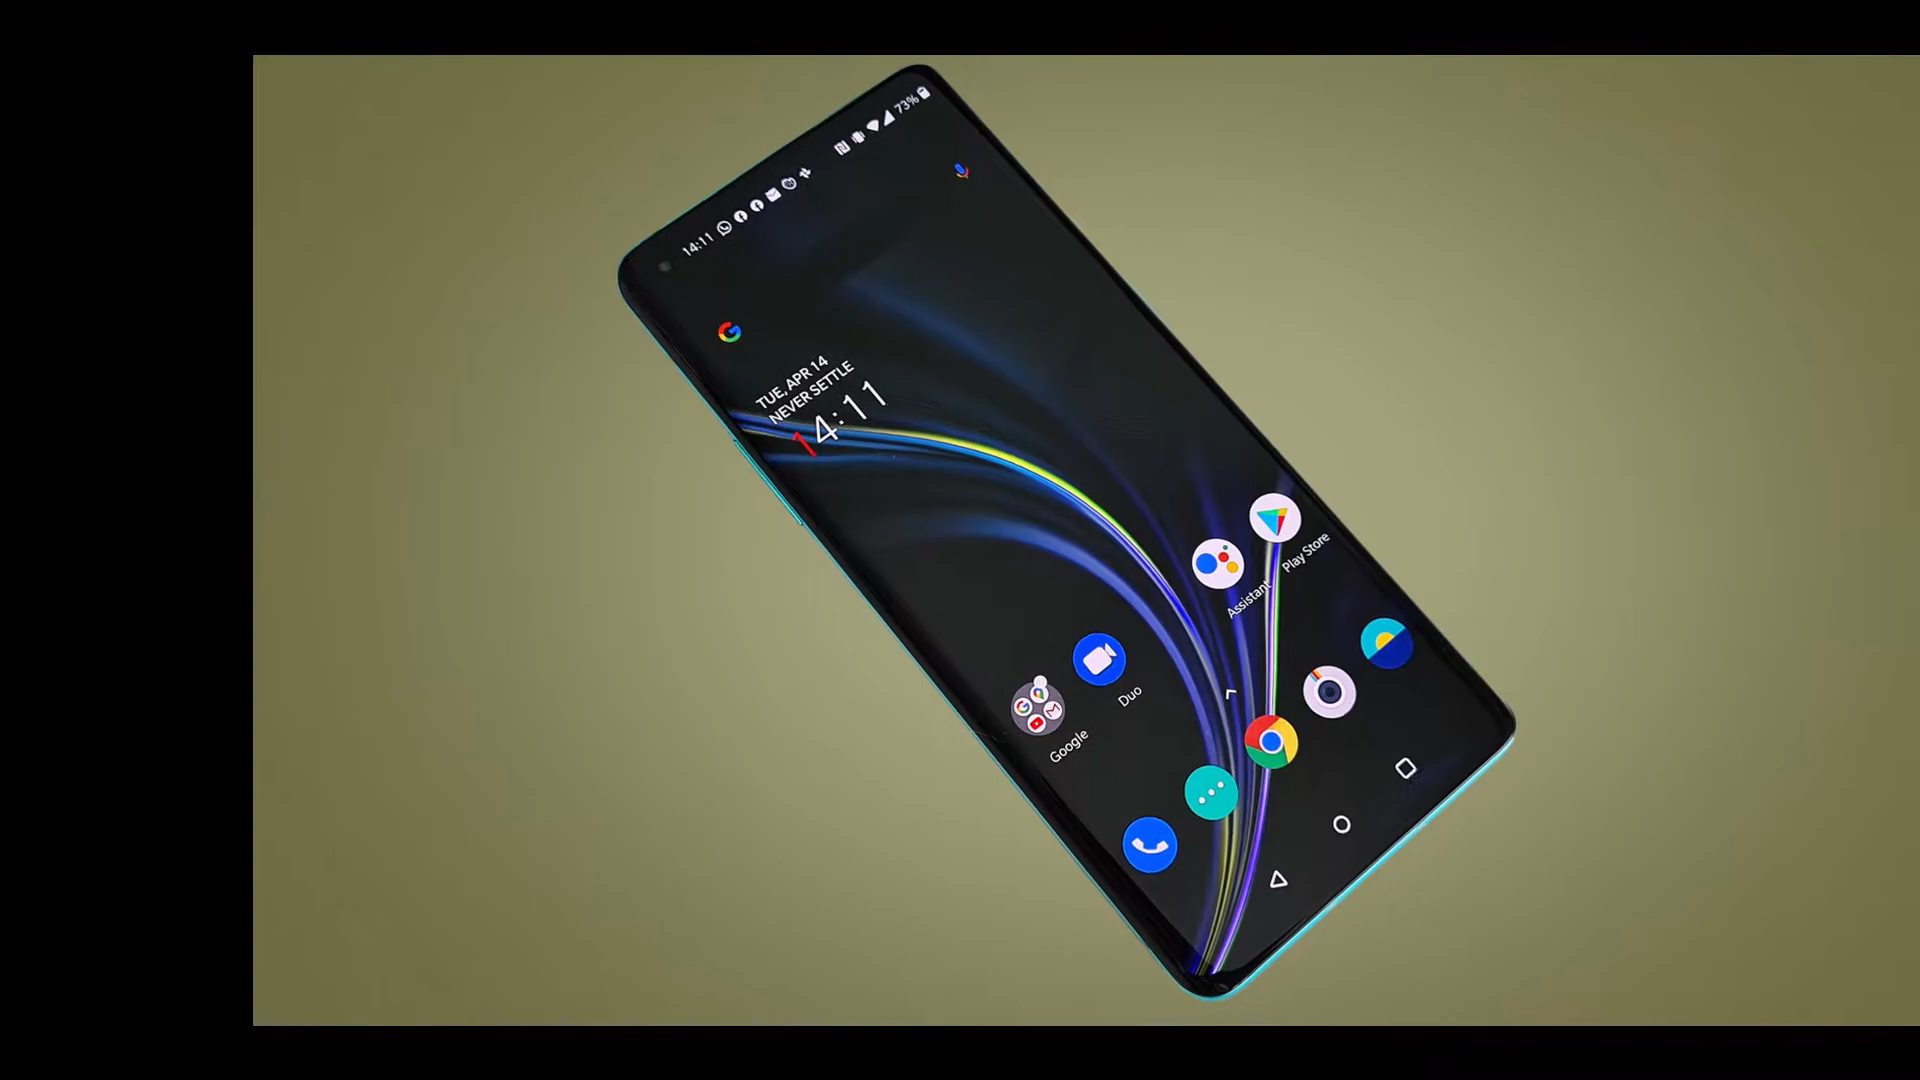 14:11 73%
TUE, APR 14
NEVER SETTLE
14:11
Play Store
Assistant
Duo
Google